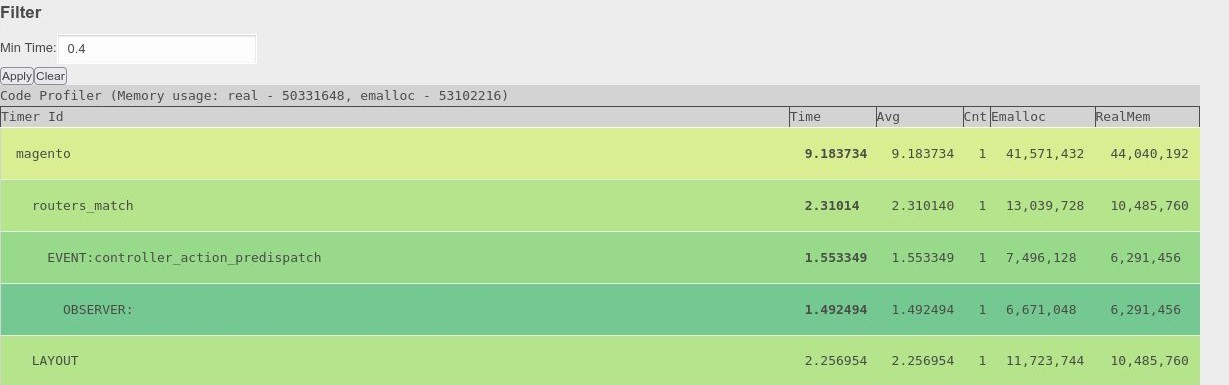 Filter
Min Time: 0.4
Apply Clear
Code Profiler (Memory usage: real - 50331648, emalloc - 53102216)
Timer Id Time Avg Cnt Emalloc RealMem
magento 9.183734 9.183734 1 41,571,432 44,040,192
routers_match 2.31014 2.310140 1 13,039,728 10,485,760
EVENT:controller_action_predispatch 1.553349 1.553349 1 7,496,128 6,291,456
OBSERVER: 1.492494 1.492494 1 6,671,048 6,291,456
LAYOUT 2.256954 2.256954 1 11,723,744 10,485,760